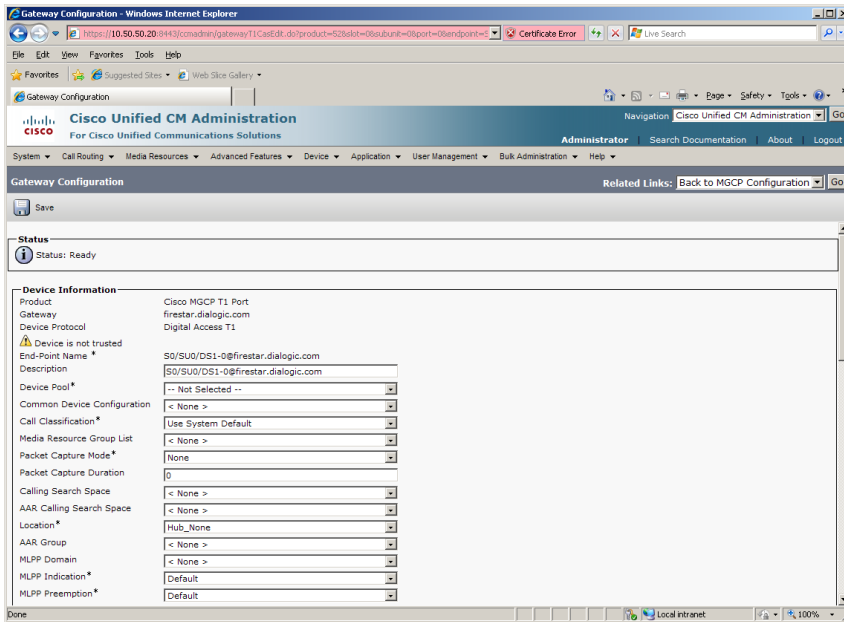 Gateway Configuration - Windows Internet Explorer
https://10.50.50.20:8443/ccmadmin/gatewayT1CasEdit.do?product=52&slot=0&subunit=0&port=0&endpoint=S Certificate Error Live Search
File Edit View Favorites Tools Help
Favorites Suggested Sites Web Slice Gallery
Gateway Configuration Page Safety Tools
cisco Cisco Unified CM Administration Navigation Cisco Unified CM Administration Go
For Cisco Unified Communications Solutions Administrator | Search Documentation | About | Logout
System Call Routing Media Resources Advanced Features Device Application User Management Bulk Administration Help
Gateway Configuration Related Links: Back to MGCP Configuration Go
Save
Status
Status: Ready
Device Information
Product Cisco MGCP T1 Port
Gateway firestar.dialogic.com
Device Protocol Digital Access T1
Device is not trusted
End-Point Name * S0/SU0/DS1-0@firestar.dialogic.com
Description S0/SU0/DS1-0@firestar.dialogic.com
Device Pool* -- Not Selected --
Common Device Configuration < None >
Call Classification* Use System Default
Media Resource Group List < None >
Packet Capture Mode* None
Packet Capture Duration 0
Calling Search Space < None >
AAR Calling Search Space < None >
Location* Hub_None
AAR Group < None >
MLPP Domain < None >
MLPP Indication* Default
MLPP Preemption* Default
Done Local intranet 100%